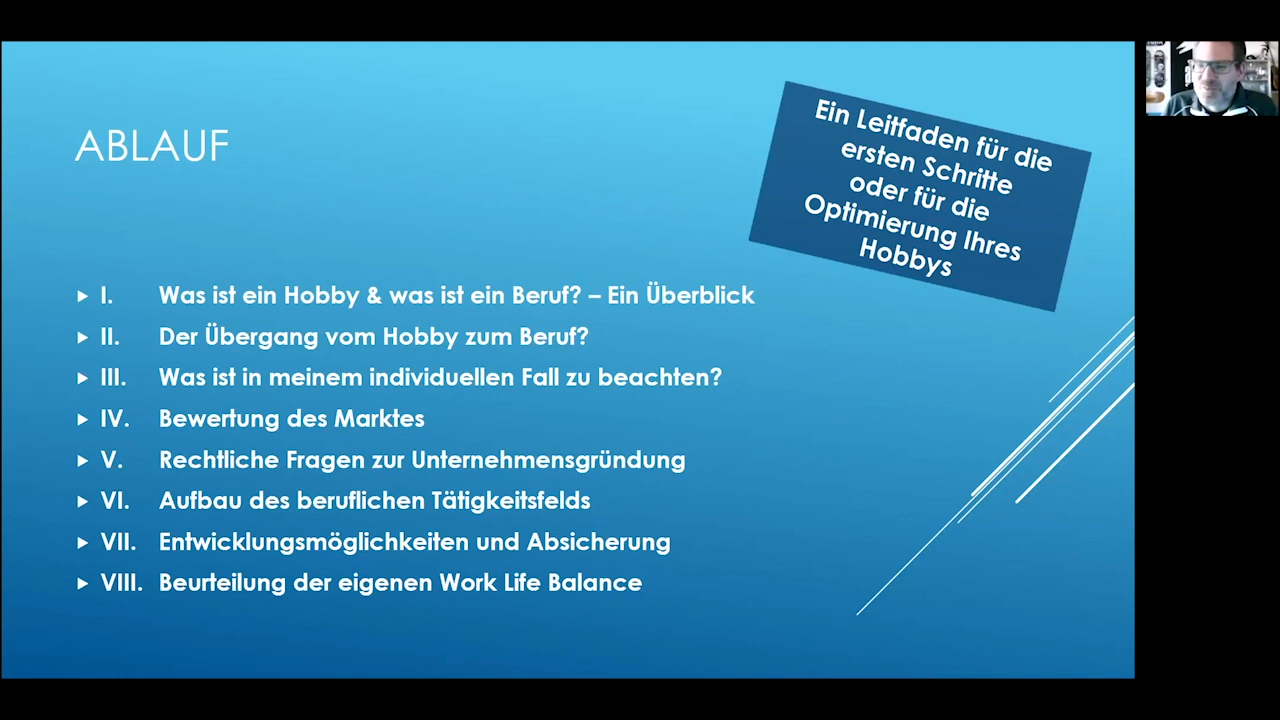 ABLAUF
Ein Leitfaden für die
ersten Schritte
oder für die
Optimierung Ihres
Hobbys
I. Was ist ein Hobby & was ist ein Beruf? – Ein Überblick
II. Der Übergang vom Hobby zum Beruf?
III. Was ist in meinem individuellen Fall zu beachten?
IV. Bewertung des Marktes
V. Rechtliche Fragen zur Unternehmensgründung
VI. Aufbau des beruflichen Tätigkeitsfelds
VII. Entwicklungsmöglichkeiten und Absicherung
VIII. Beurteilung der eigenen Work Life Balance